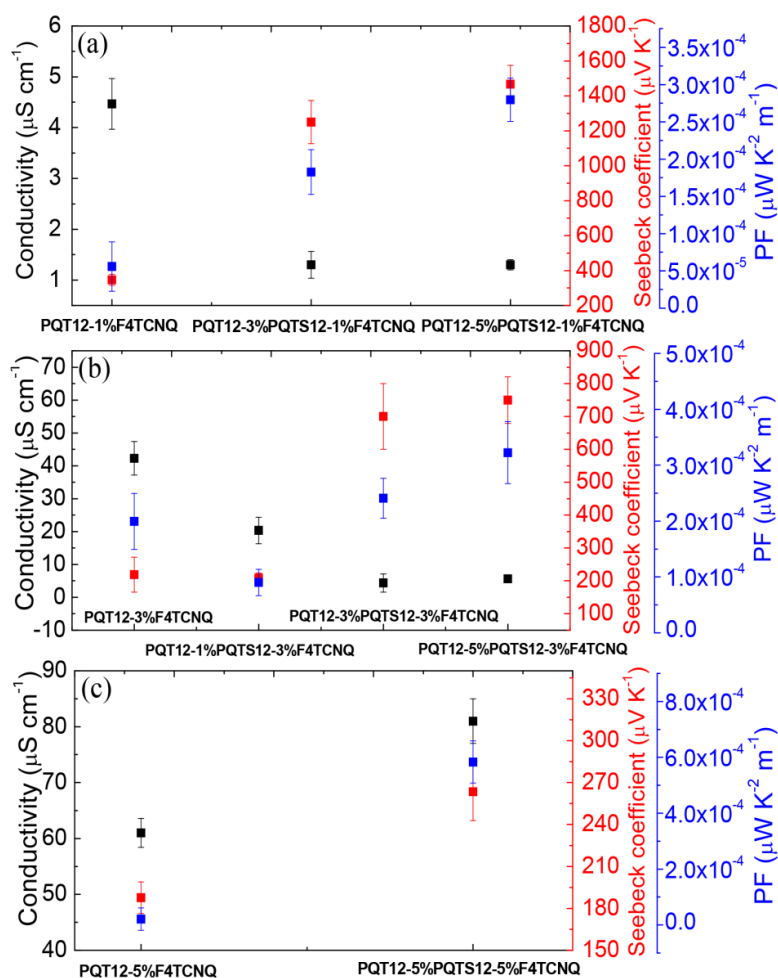 (a)
Conductivity (μS cm⁻¹)
6
5
4
3
2
1
1800
1600
1400
1200
1000
800
600
400
200
Seebeck coefficient (μV K⁻¹)
3.5x10⁻⁴
3.0x10⁻⁴
2.5x10⁻⁴
2.0x10⁻⁴
1.5x10⁻⁴
1.0x10⁻⁴
5.0x10⁻⁵
0.0
PF (μW K⁻² m⁻¹)
PQT12-1%F4TCNQ PQT12-3%PQTS12-1%F4TCNQ PQT12-5%PQTS12-1%F4TCNQ
(b)
Conductivity (μS cm⁻¹)
70
60
50
40
30
20
10
0
-10
900
800
700
600
500
400
300
200
100
Seebeck coefficient (μV K⁻¹)
5.0x10⁻⁴
4.0x10⁻⁴
3.0x10⁻⁴
2.0x10⁻⁴
1.0x10⁻⁴
0.0
PF (μW K⁻² m⁻¹)
PQT12-3%F4TCNQ PQT12-3%PQTS12-3%F4TCNQ
PQT12-1%PQTS12-3%F4TCNQ PQT12-5%PQTS12-3%F4TCNQ
(c)
Conductivity (μS cm⁻¹)
90
80
70
60
50
40
330
300
270
240
210
180
150
Seebeck coefficient (μV K⁻¹)
8.0x10⁻⁴
6.0x10⁻⁴
4.0x10⁻⁴
2.0x10⁻⁴
0.0
PF (μW K⁻² m⁻¹)
PQT12-5%F4TCNQ PQT12-5%PQTS12-5%F4TCNQ